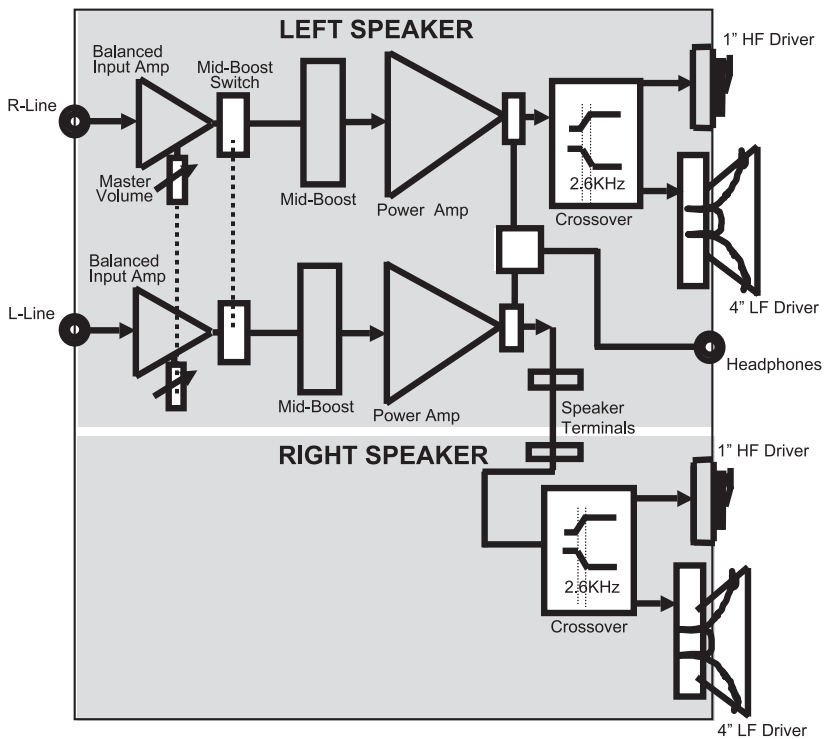 LEFT SPEAKER
1” HF Driver
Balanced
Input Amp
Mid-Boost
Switch
R-Line
Master
Volume
Mid-Boost
Power Amp
2.6KHz
Crossover
4” LF Driver
Balanced
Input Amp
L-Line
Headphones
Mid-Boost
Power Amp
Speaker
Terminals
RIGHT SPEAKER
1” HF Driver
2.6KHz
Crossover
4” LF Driver